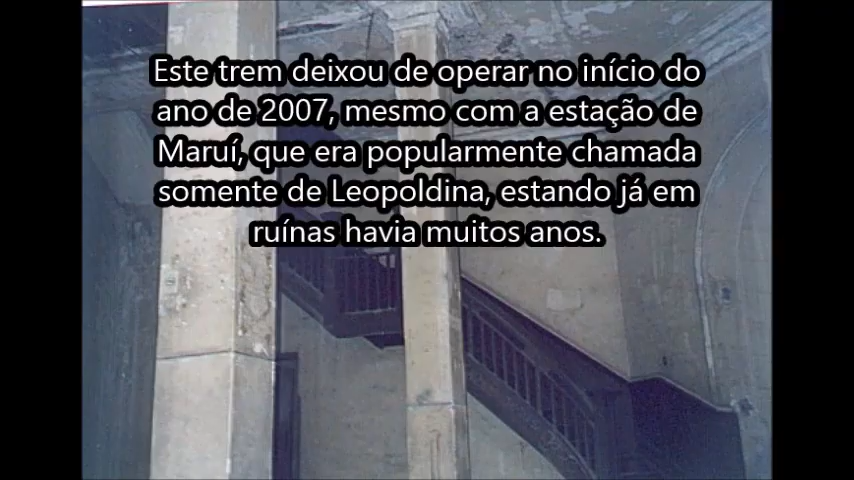 Este trem deixou de operar no início do
ano de 2007, mesmo com a estação de
Maruí, que era popularmente chamada
somente de Leopoldina, estando já em
ruínas havia muitos anos.